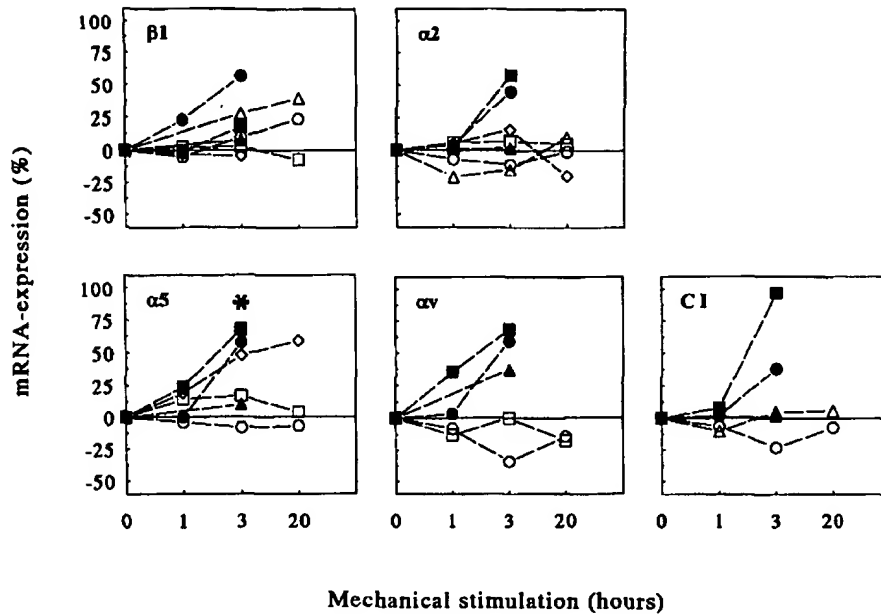 mRNA-expression (%)
β1
100
75
50
25
0
-25
-50
α2
α5
*
100
75
50
25
0
-25
-50
0 1 3 20
αv
0 1 3 20
C1
0 1 3 20
Mechanical stimulation (hours)